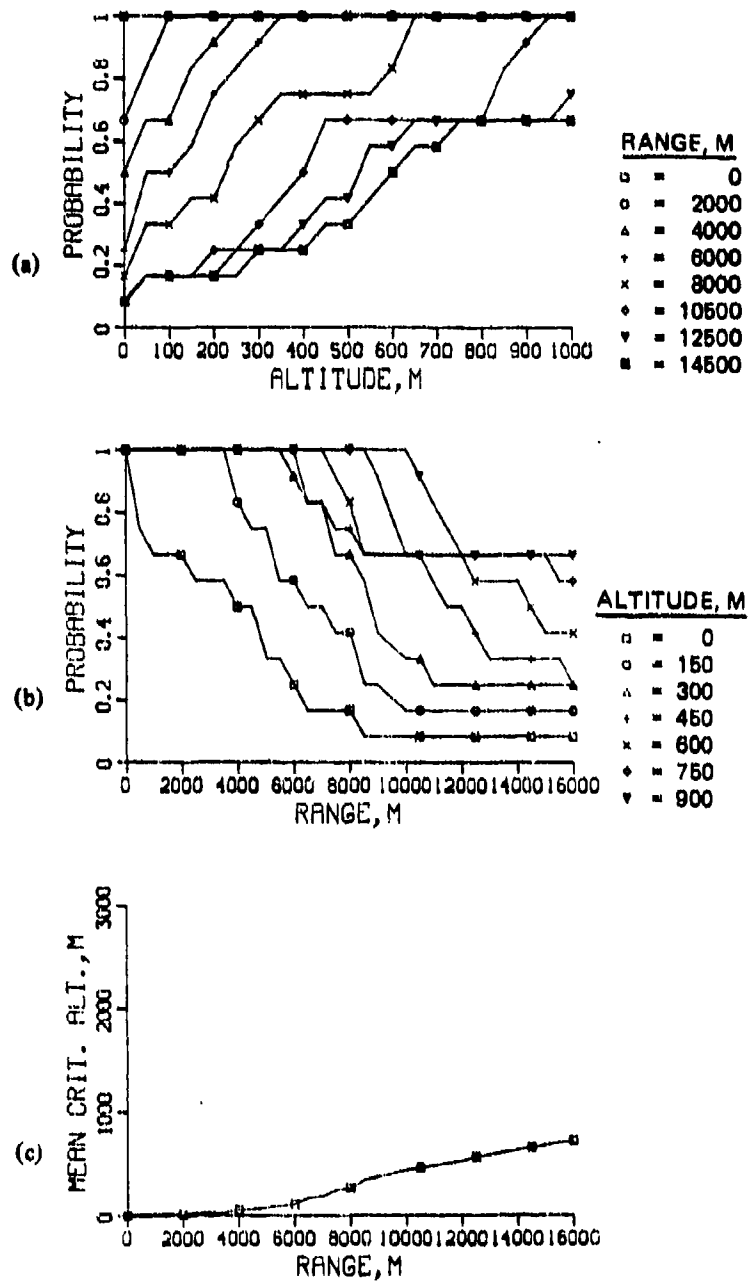 (a)
PROBABILITY
0 0.2 0.4 0.6 0.8 1
0 100 200 300 400 500 600 700 800 900 1000
ALTITUDE, M
RANGE, M
= 0
= 2000
= 4000
= 6000
= 8000
= 10500
= 12500
= 14500
(b)
PROBABILITY
0 0.2 0.4 0.6 0.8 1
0 2000 4000 6000 8000 10000 12000 14000 16000
RANGE, M
ALTITUDE, M
= 0
= 150
= 300
= 450
= 600
= 750
= 900
(c)
MEAN CRIT. ALT., M
0 1000 2000 3000
0 2000 4000 6000 8000 10000 12000 14000 16000
RANGE, M